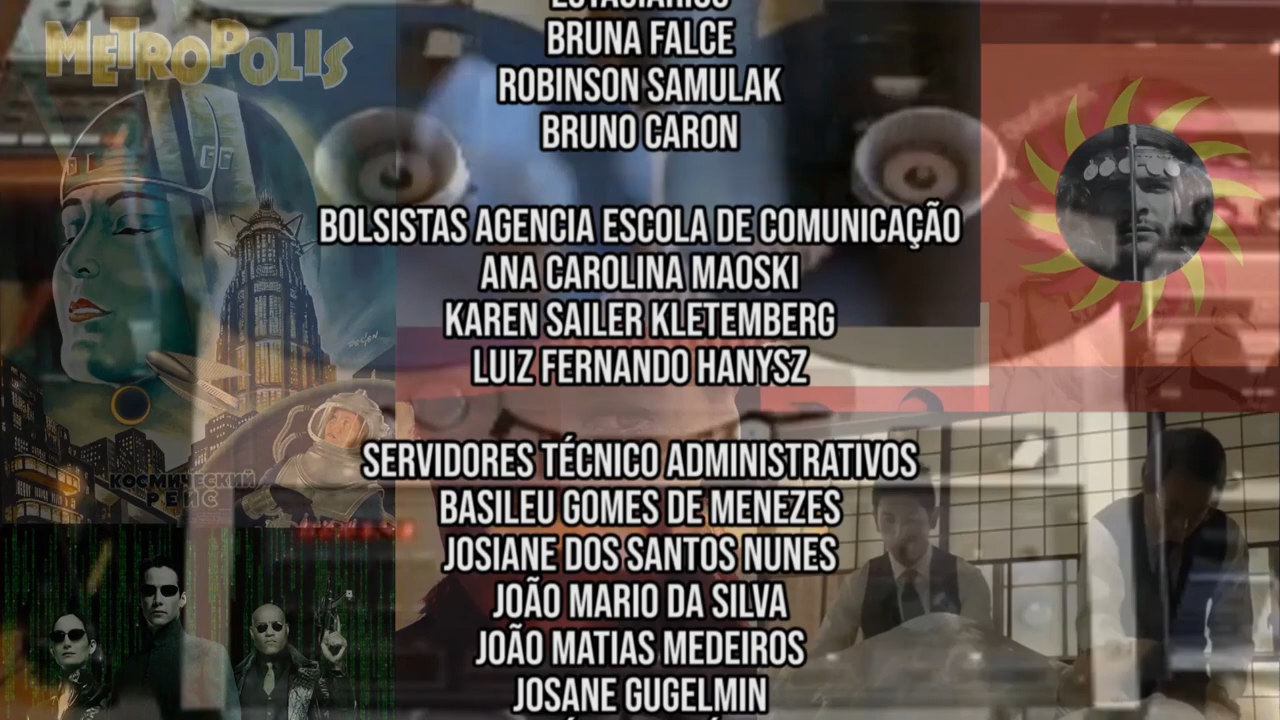 METROPOLIS
ESTAGIÁRIOS
BRUNA FALCE
ROBINSON SAMULAK
BRUNO CARON
BOLSISTAS AGENCIA ESCOLA DE COMUNICAÇÃO
ANA CAROLINA MAOSKI
KAREN SAILER KLETEMBERG
LUIZ FERNANDO HANYSZ
КОСМИЧЕСКИЙ
РЕЙС
SERVIDORES TÉCNICO ADMINISTRATIVOS
BASILEU GOMES DE MENEZES
JOSIANE DOS SANTOS NUNES
JOÃO MARIO DA SILVA
JOÃO MATIAS MEDEIROS
JOSANE GUGELMIN